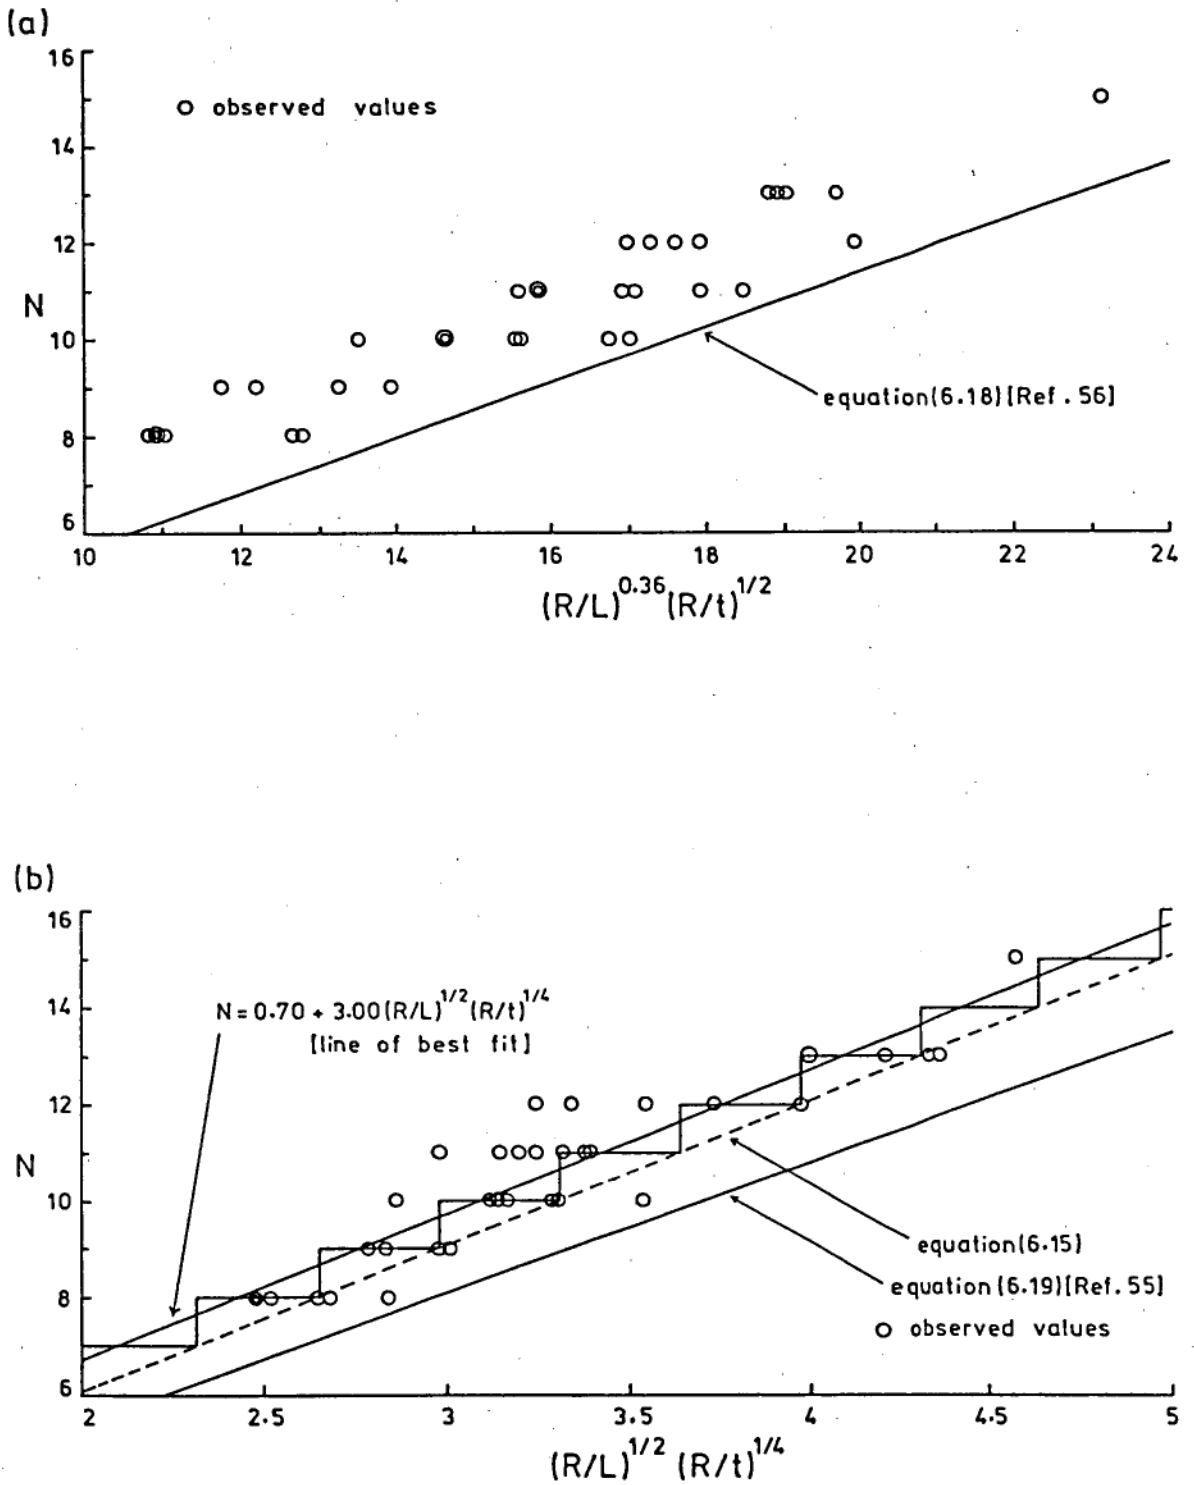 (a)
16
O observed values
14
12
N
10
equation(6.18)[Ref. 56]
8
6
10 12 14 16 18 20 22 24
(R/L)^0.36 (R/t)^1/2
(b)
16
N = 0.70 + 3.00(R/L)^1/2 (R/t)^1/4
[line of best fit]
14
12
N
10
equation(6.15)
equation(6.19)[Ref. 55]
8
O observed values
6
2 2.5 3 3.5 4 4.5 5
(R/L)^1/2 (R/t)^1/4